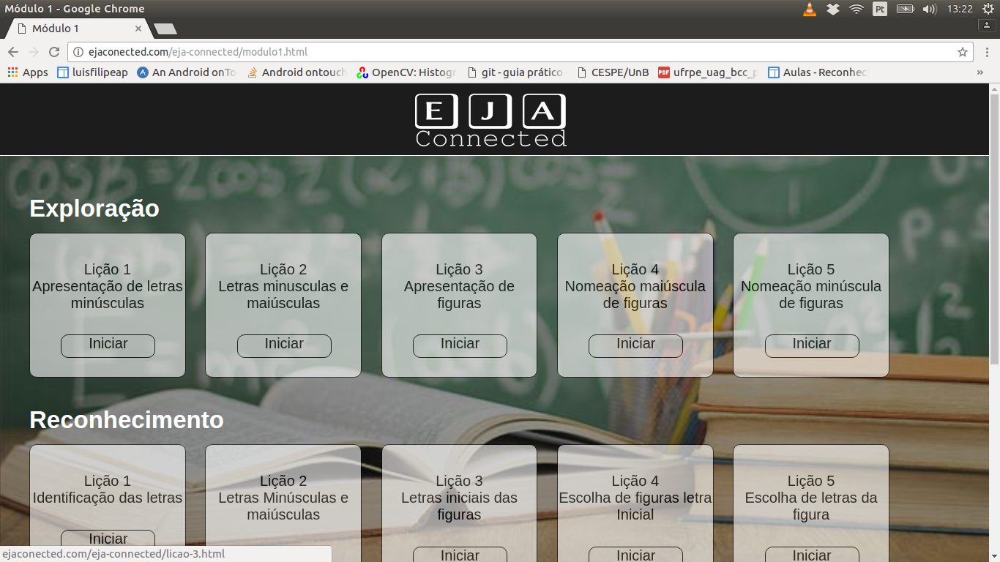 Módulo 1 - Google Chrome
Pt
13:22
Módulo 1
ejaconected.com/eja-connected/modulo1.html
Apps
luisfilipeap
An Android onTo
Android ontouch
OpenCV: Histogr
git - guia prático
CESPE/UnB
PDF
ufrpe_uag_bcc_p
Aulas - Reconhec
»
E J A
Connected
Exploração
Lição 1
Apresentação de letras
minúsculas
Iniciar
Lição 2
Letras minusculas e
maiúsculas
Iniciar
Lição 3
Apresentação de
figuras
Iniciar
Lição 4
Nomeação maiúscula
de figuras
Iniciar
Lição 5
Nomeação minúscula
de figuras
Iniciar
Reconhecimento
Lição 1
Identificação das letras
Iniciar
Lição 2
Letras Minúsculas e
maiúsculas
Lição 3
Letras iniciais das
figuras
Iniciar
Lição 4
Escolha de figuras letra
Inicial
Iniciar
Lição 5
Escolha de letras da
figura
Iniciar
ejaconected.com/eja-connected/licao-3.html